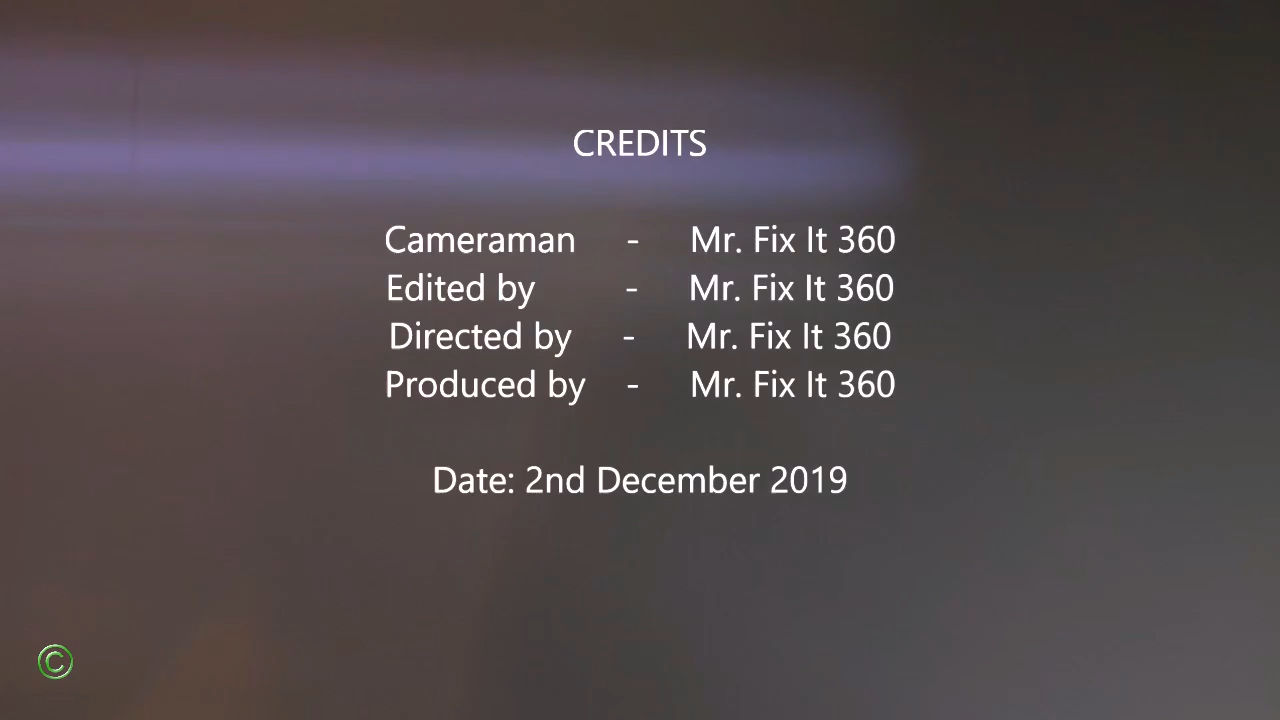 CREDITS
Cameraman - Mr. Fix It 360
Edited by - Mr. Fix It 360
Directed by - Mr. Fix It 360
Produced by - Mr. Fix It 360
Date: 2nd December 2019
©